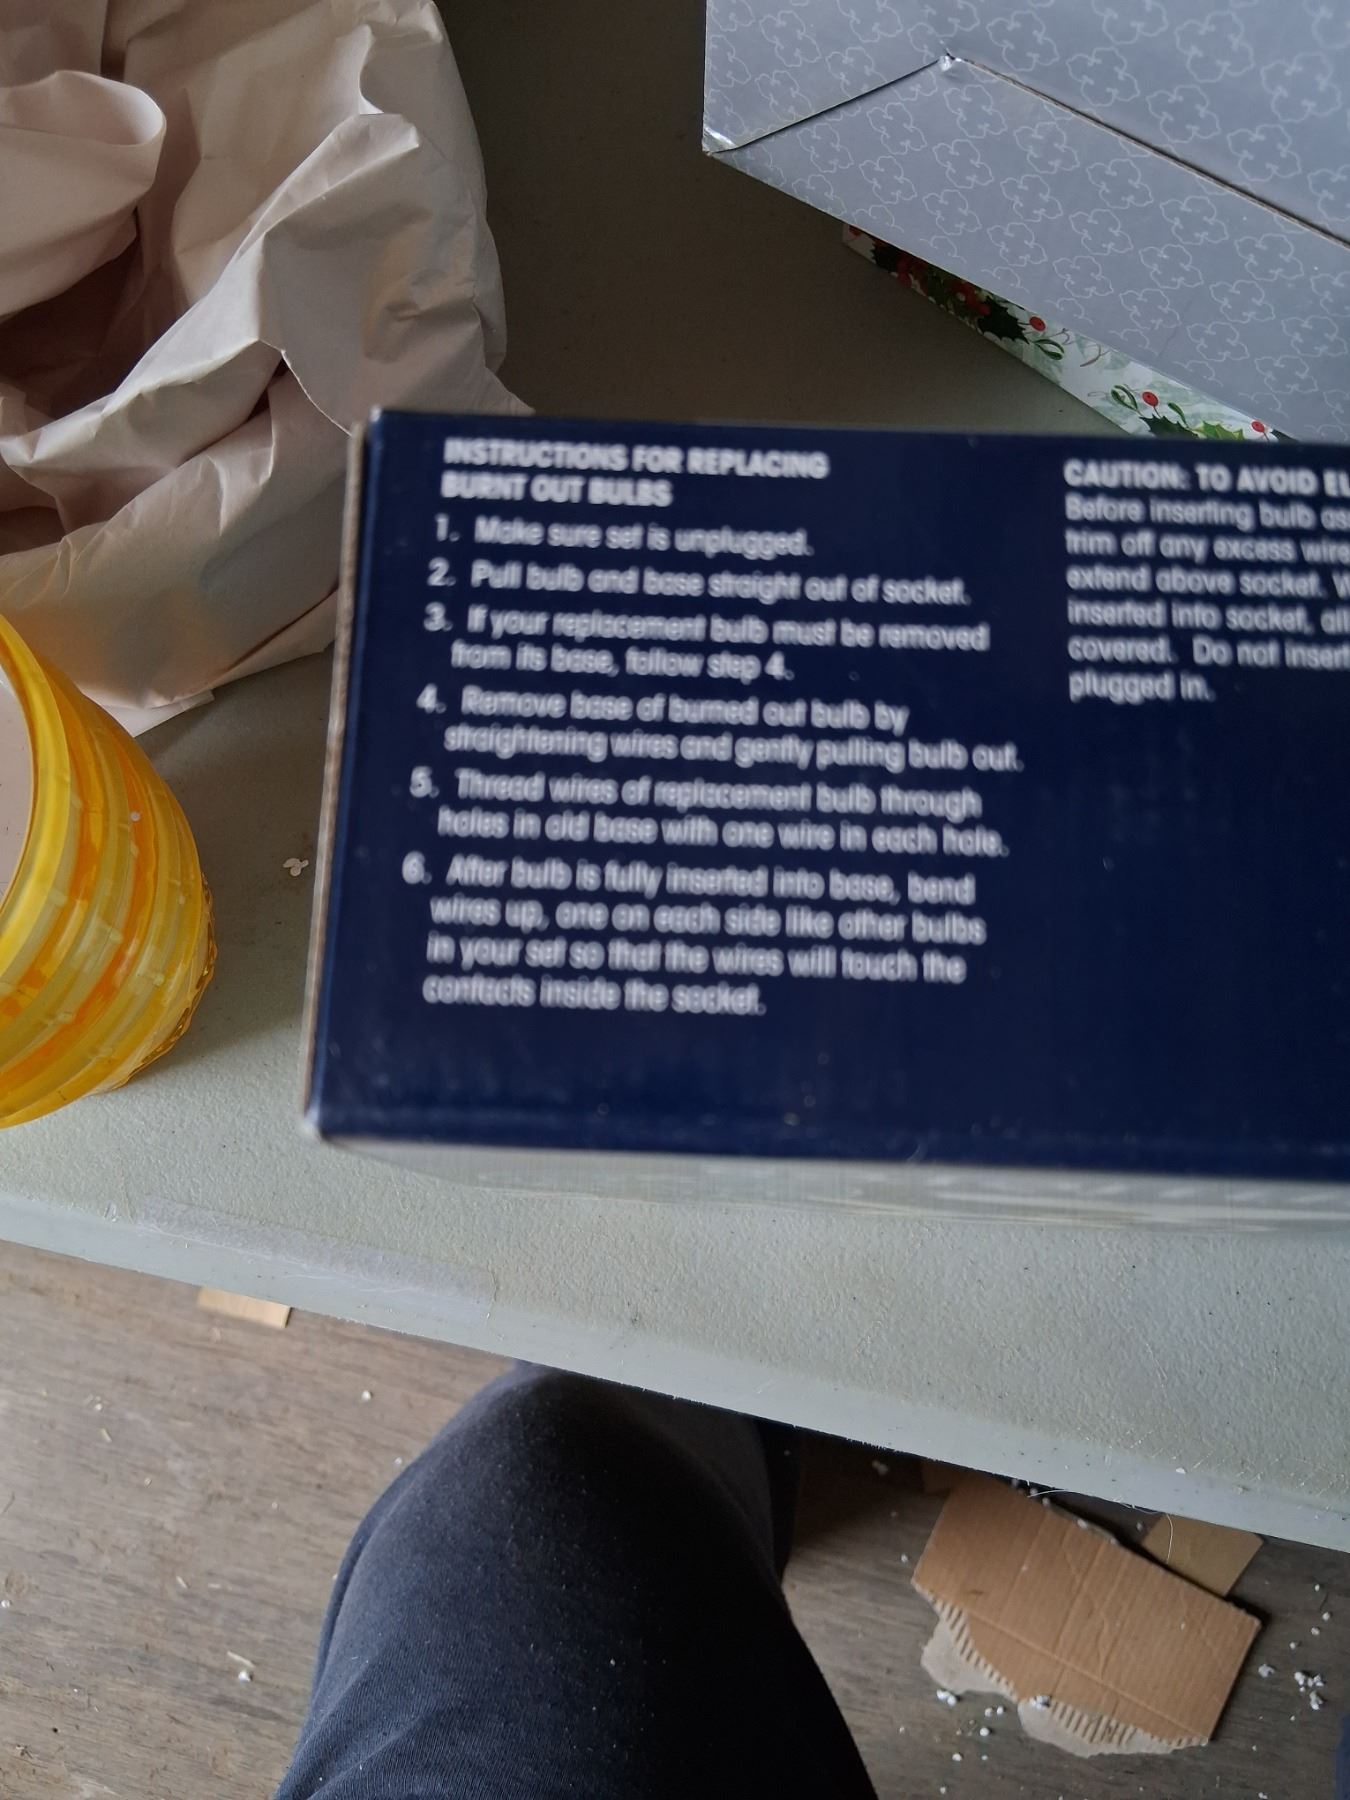 INSTRUCTIONS FOR REPLACING
BURNT OUT BULBS
1. Make sure set is unplugged.
2. Pull bulb and base straight out of socket.
3. If your replacement bulb must be removed
from its base, follow step 4.
4. Remove base of burned out bulb by
straightening wires and gently pulling bulb out.
5. Thread wires of replacement bulb through
holes in old base with one wire in each hole.
6. After bulb is fully inserted into base, bend
wires up, one on each side like other bulbs
in your set so that the wires will touch the
contacts inside the socket.
CAUTION: TO AVOID
Before inserting bulb
trim off any excess wire
extend above socket.
inserted into socket,
covered. Do not insert
plugged in.